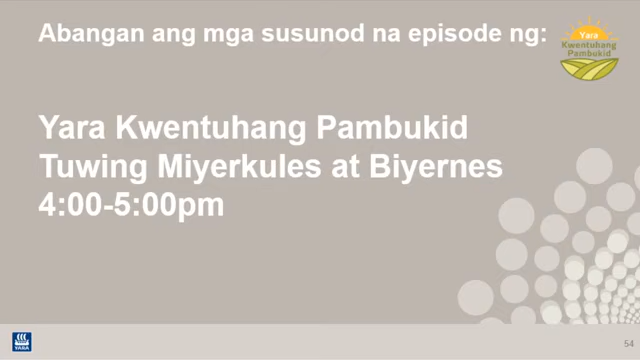 Abangan ang mga susunod na episode ng:
Yara
Kwentuhang
Pambukid
Yara Kwentuhang Pambukid
Tuwing Miyerkules at Biyernes
4:00-5:00pm
YARA
54